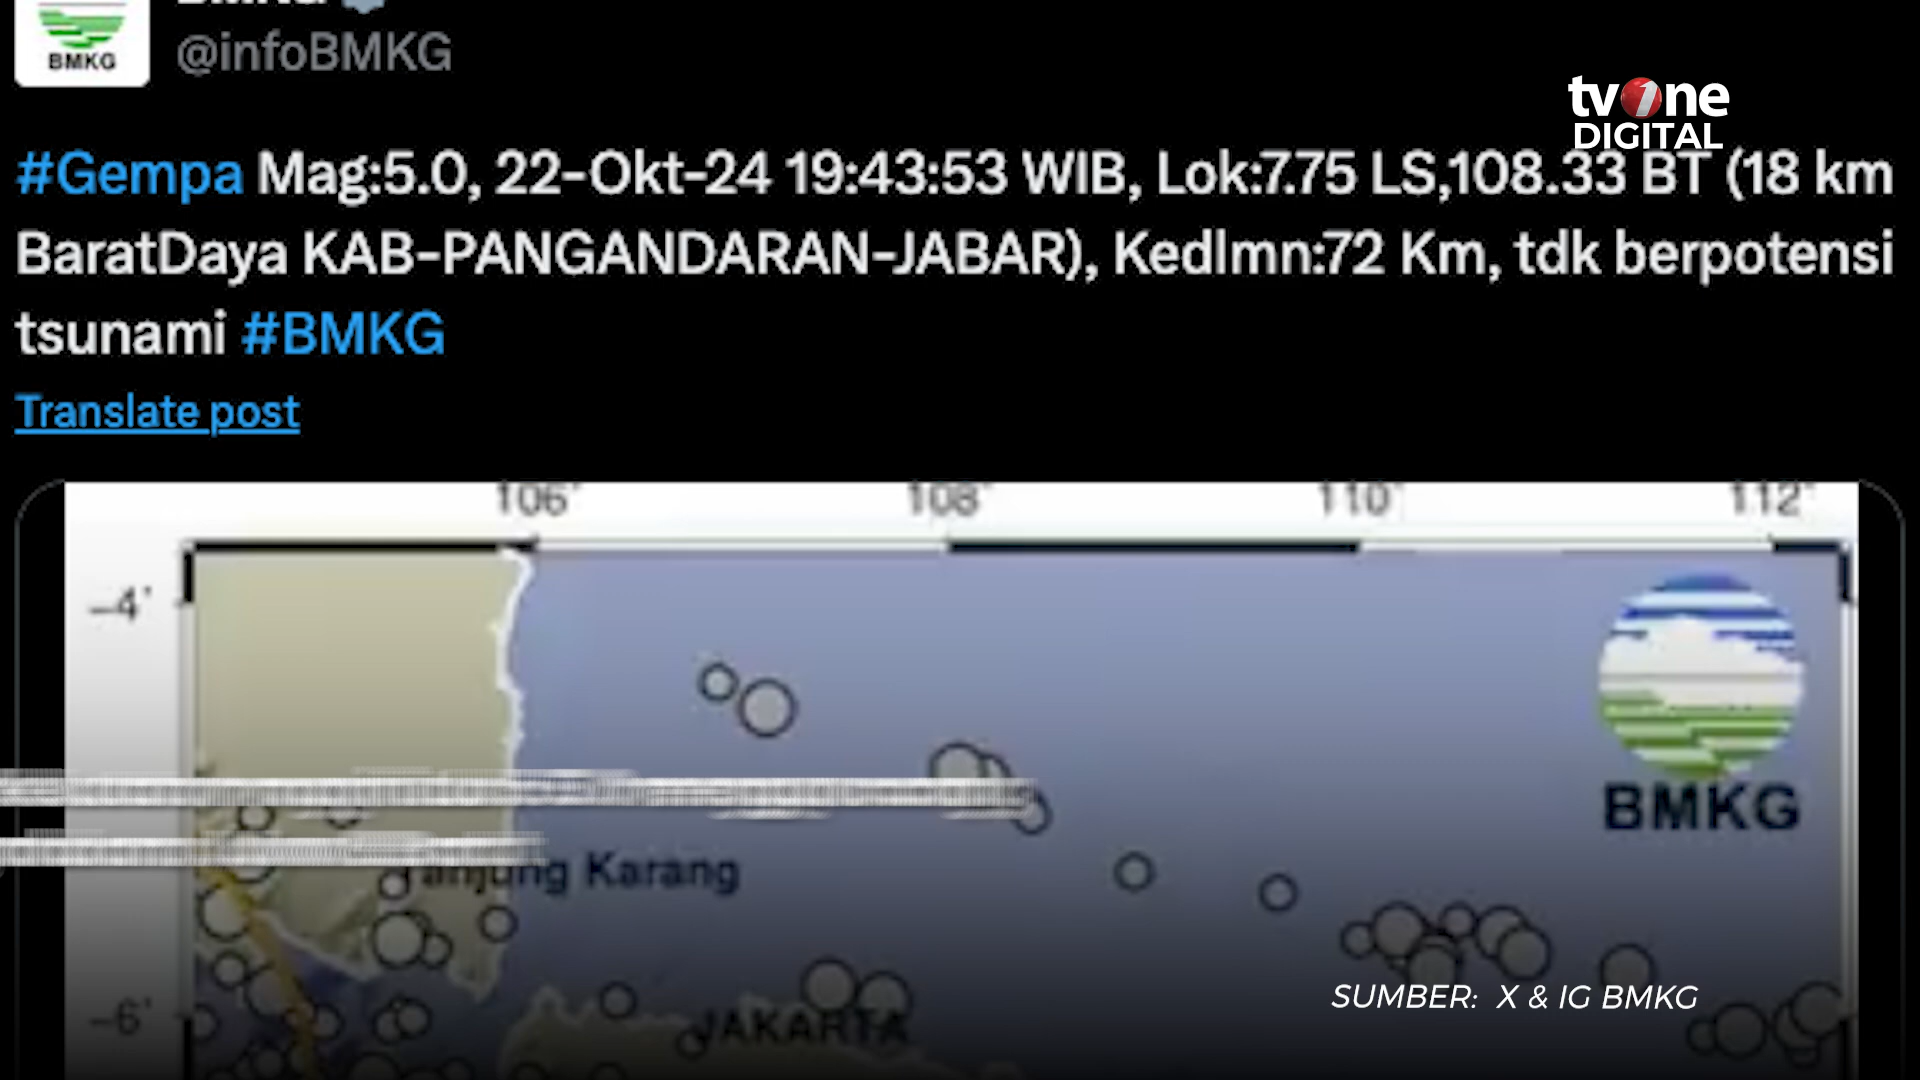 BMKG
@infoBMKG
BMKG
tvOne
DIGITAL
#Gempa Mag:5.0, 22-Okt-24 19:43:53 WIB, Lok:7.75 LS,108.33 BT (18 km
BaratDaya KAB-PANGANDARAN-JABAR), Kedlmn:72 Km, tdk berpotensi
tsunami #BMKG
Translate post
106° 108° 110° 112°
-4°
BMKG
Tanjung Karang
-6°
JAKARTA
SUMBER: X & IG BMKG